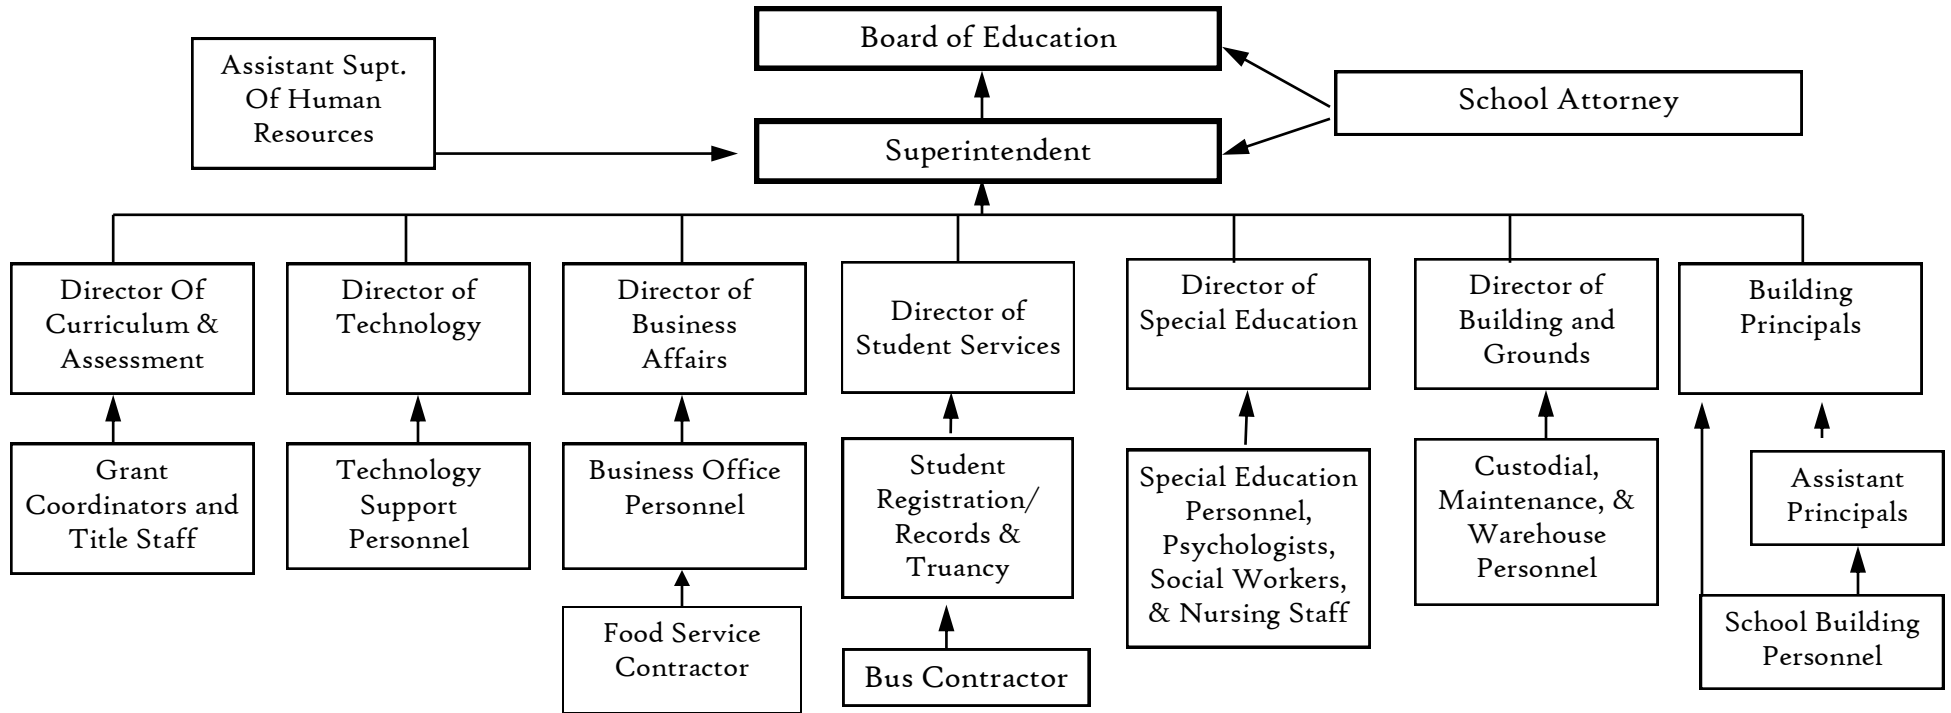 Board of Education
Assistant Supt.
Of Human
Resources
School Attorney
Superintendent
Director Of
Curriculum &
Assessment
Director of
Technology
Director of
Business
Affairs
Director of
Student Services
Director of
Special Education
Director of
Building and
Grounds
Building
Principals
Grant
Coordinators and
Title Staff
Technology
Support
Personnel
Business Office
Personnel
Student
Registration/
Records &
Truancy
Special Education
Personnel,
Psychologists,
Social Workers,
& Nursing Staff
Custodial,
Maintenance, &
Warehouse
Personnel
Assistant
Principals
Food Service
Contractor
Bus Contractor
School Building
Personnel